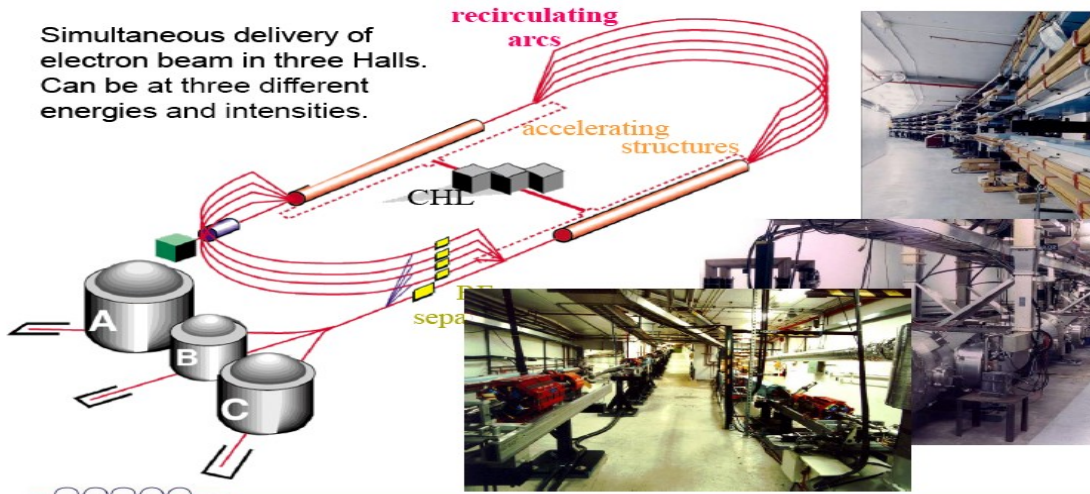 Simultaneous delivery of
electron beam in three Halls.
Can be at three different
energies and intensities.
recirculating
arcs
accelerating
structures
CHL
A
B
C